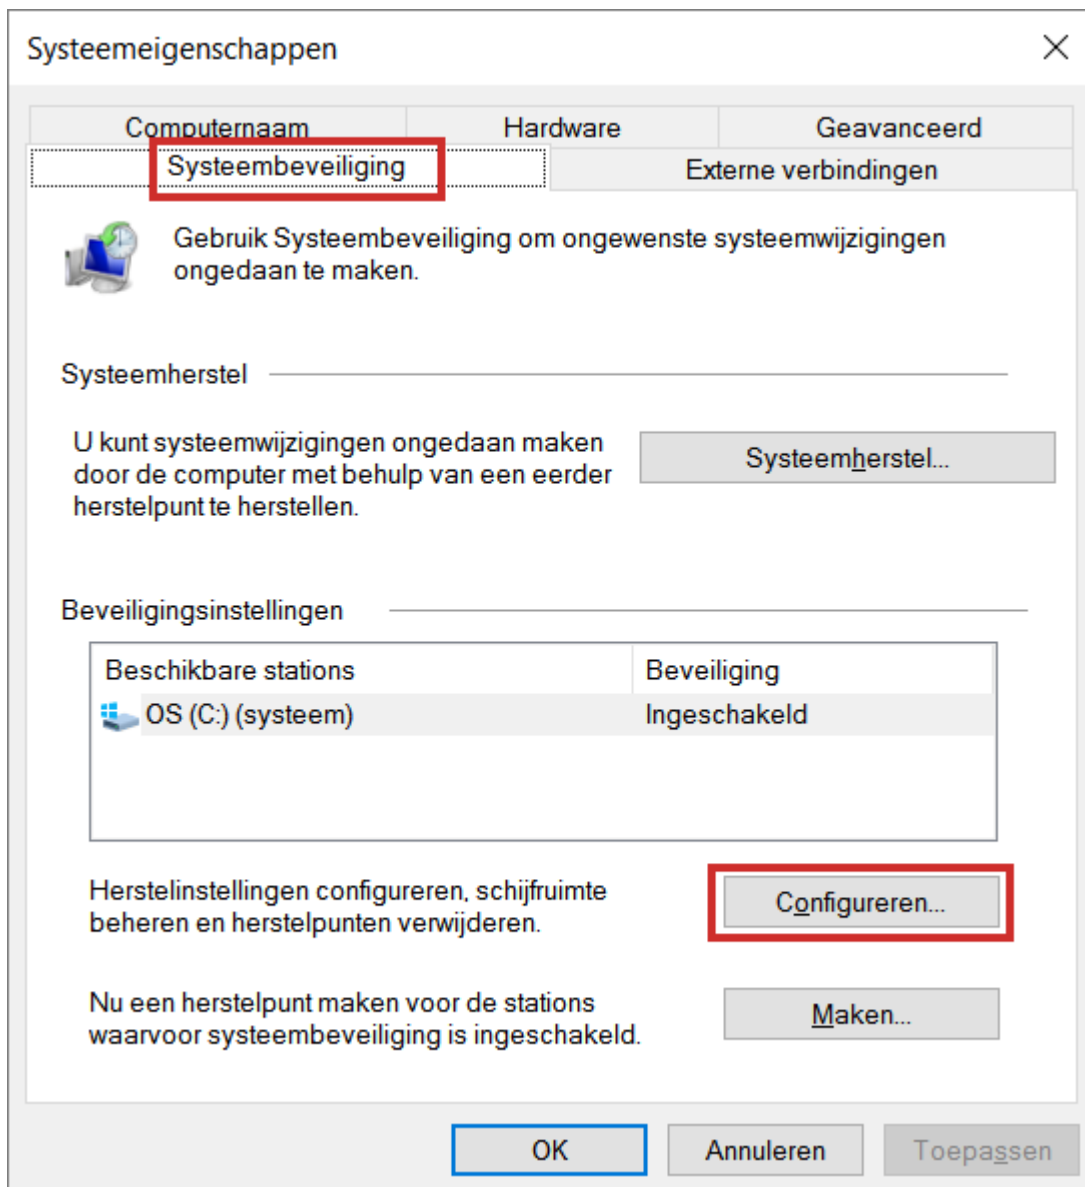 Systeemeigenschappen
Computernaam Hardware Geavanceerd
Systeembeveiliging Externe verbindingen
Gebruik Systeembeveiliging om ongewenste systeemwijzigingen
ongedaan te maken.
Systeemherstel
U kunt systeemwijzigingen ongedaan maken
door de computer met behulp van een eerder
herstelpunt te herstellen.
Systeemherstel...
Beveiligingsinstellingen
Beschikbare stations Beveiliging
OS (C:) (systeem) Ingeschakeld
Herstelinstellingen configureren, schijfruimte
beheren en herstelpunten verwijderen.
Configureren...
Nu een herstelpunt maken voor de stations
waarvoor systeembeveiliging is ingeschakeld.
Maken...
OK Annuleren Toepassen